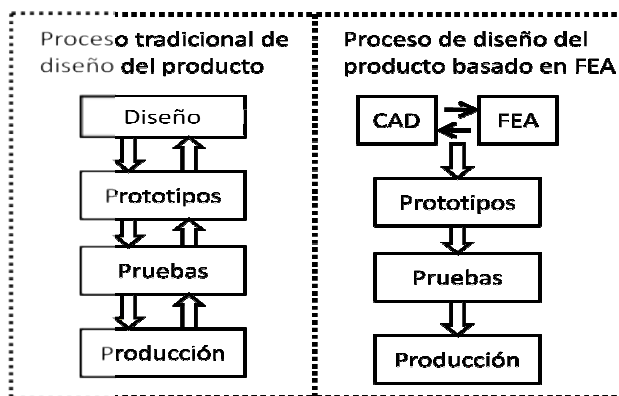 Proceso tradicional de
diseño del producto
Diseño
Prototipos
Pruebas
Producción
Proceso de diseño del
producto basado en FEA
CAD
FEA
Prototipos
Pruebas
Producción